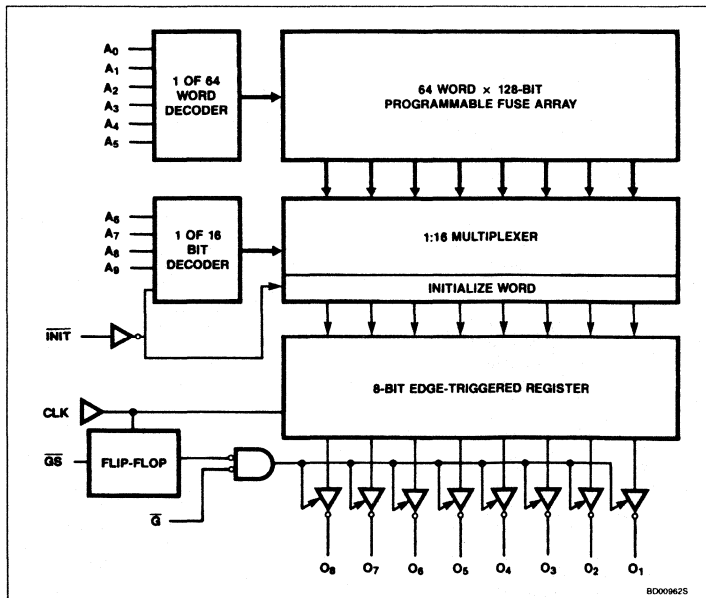 A0
A1
A2
A3
A4
A5
1 OF 64
WORD
DECODER
64 WORD × 128-BIT
PROGRAMMABLE FUSE ARRAY
A6
A7
A8
A9
1 OF 16
BIT
DECODER
1:16 MULTIPLEXER
INITIALIZE WORD
INIT
8-BIT EDGE-TRIGGERED REGISTER
CLK
GS
FLIP-FLOP
G
O8 O7 O6 O5 O4 O3 O2 O1
BD00962S